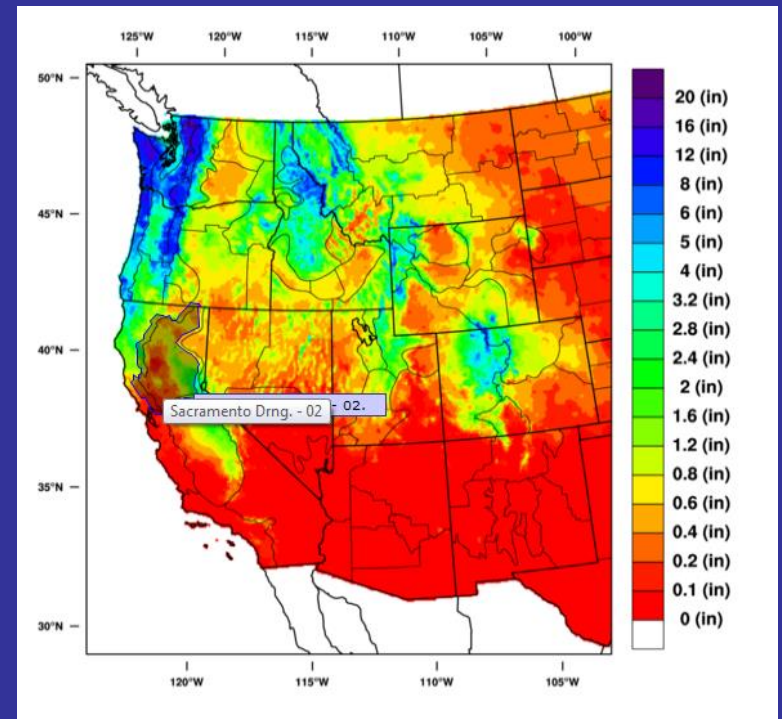 125°W 120°W 115°W 110°W 105°W 100°W
50°N
45°N
40°N
35°N
30°N
20 (in)
16 (in)
12 (in)
8 (in)
6 (in)
5 (in)
4 (in)
3.2 (in)
2.8 (in)
2.4 (in)
2 (in)
1.6 (in)
1.2 (in)
0.8 (in)
0.6 (in)
0.4 (in)
0.2 (in)
0.1 (in)
0 (in)
- 02.
Sacramento Drng. - 02
120°W 115°W 110°W 105°W